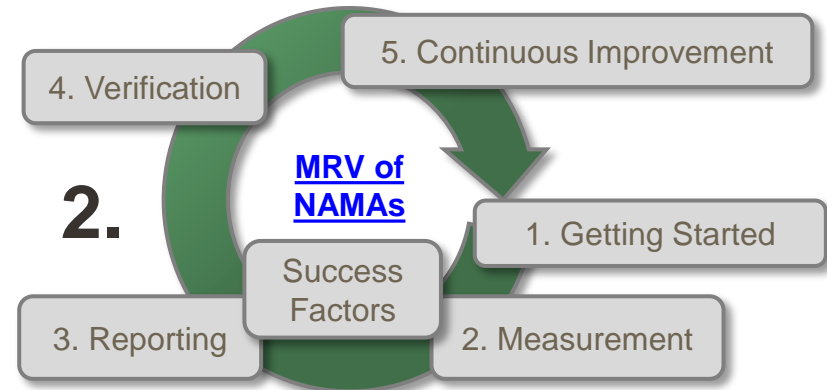 5. Continuous Improvement
4. Verification
MRV of
NAMAs
2.
1. Getting Started
Success
Factors
3. Reporting
2. Measurement